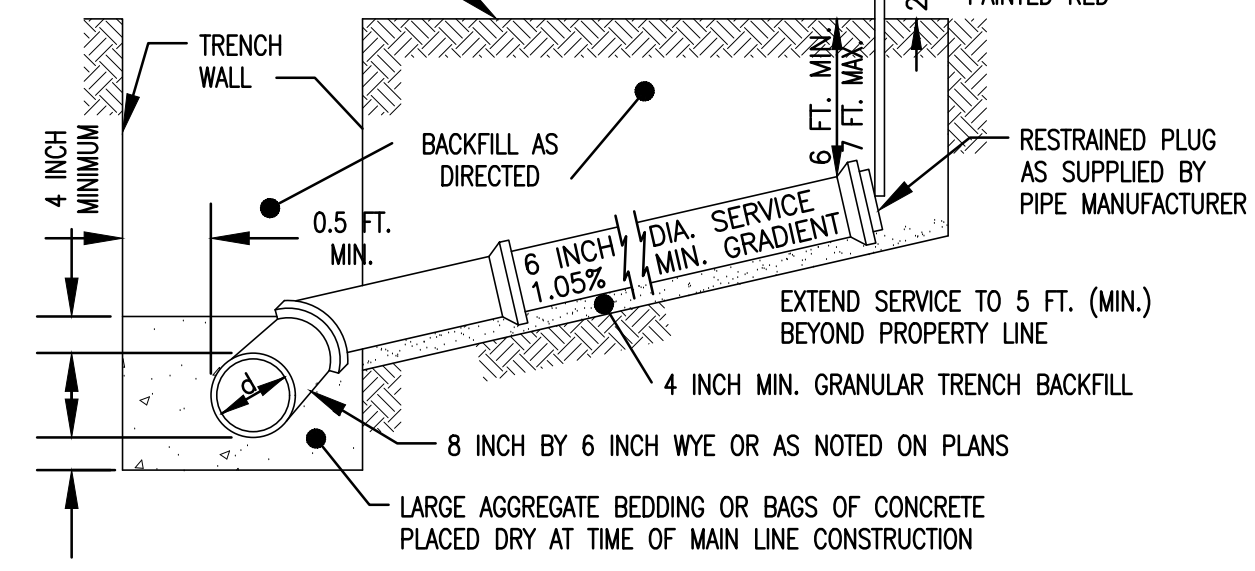 PAINTED RED
2
TRENCH
WALL
6 FT. MIN.
7 FT. MAX.
4 INCH
MINIMUM
BACKFILL AS
DIRECTED
RESTRAINED PLUG
AS SUPPLIED BY
PIPE MANUFACTURER
0.5 FT.
MIN.
6 INCH DIA. SERVICE
1.05% MIN. GRADIENT
EXTEND SERVICE TO 5 FT. (MIN.)
BEYOND PROPERTY LINE
d
4 INCH MIN. GRANULAR TRENCH BACKFILL
8 INCH BY 6 INCH WYE OR AS NOTED ON PLANS
LARGE AGGREGATE BEDDING OR BAGS OF CONCRETE
PLACED DRY AT TIME OF MAIN LINE CONSTRUCTION